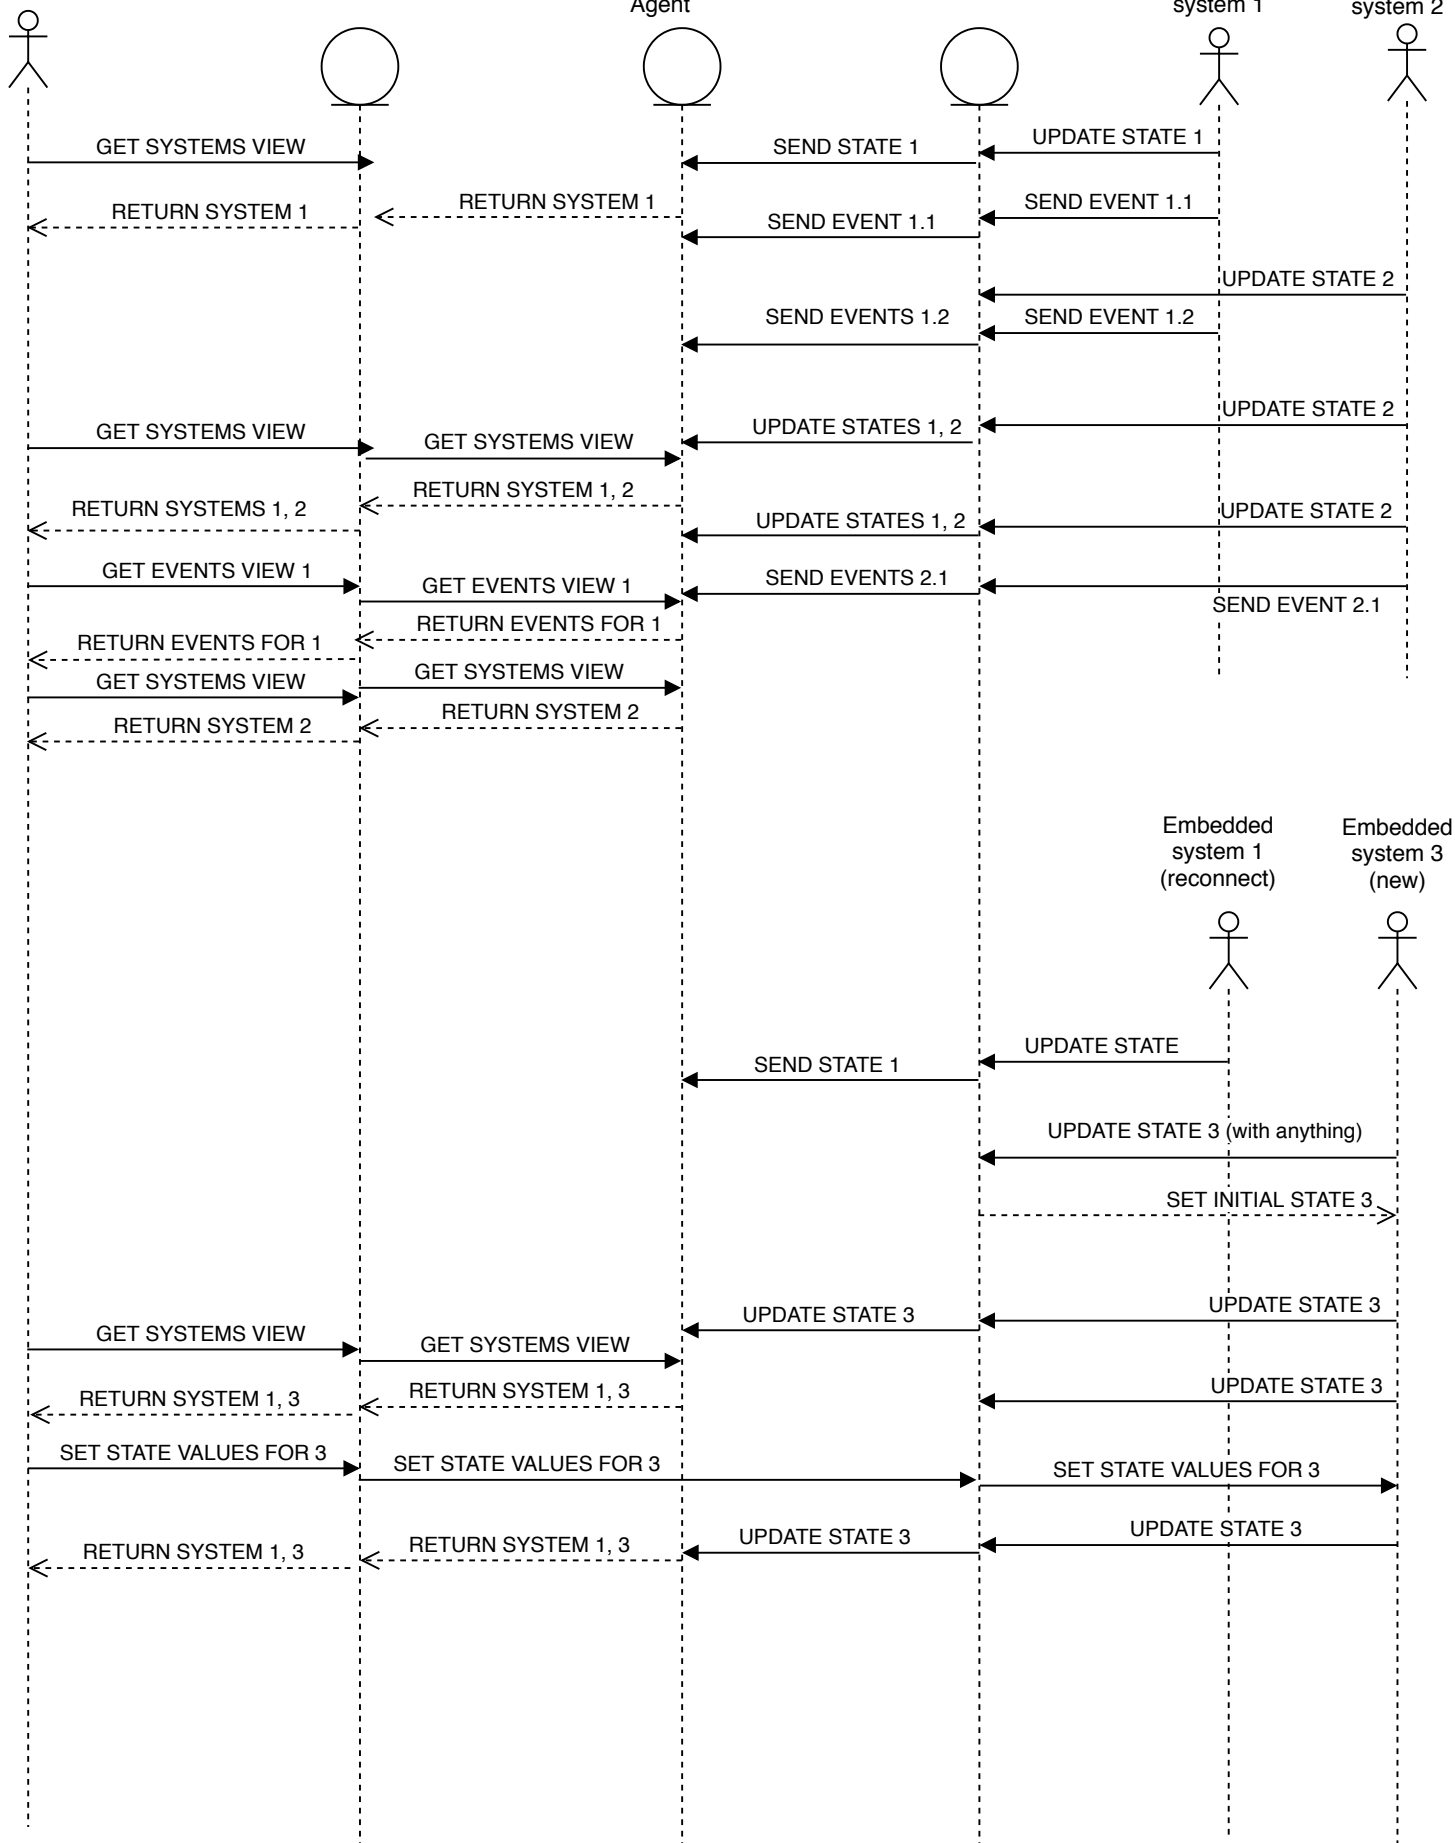 Agent
system 1
system 2
GET SYSTEMS VIEW
SEND STATE 1
UPDATE STATE 1
RETURN SYSTEM 1
RETURN SYSTEM 1
SEND EVENT 1.1
SEND EVENT 1.1
UPDATE STATE 2
SEND EVENTS 1.2
SEND EVENT 1.2
GET SYSTEMS VIEW
GET SYSTEMS VIEW
UPDATE STATES 1, 2
UPDATE STATE 2
RETURN SYSTEMS 1, 2
RETURN SYSTEM 1, 2
UPDATE STATES 1, 2
UPDATE STATE 2
GET EVENTS VIEW 1
GET EVENTS VIEW 1
SEND EVENTS 2.1
SEND EVENT 2.1
RETURN EVENTS FOR 1
RETURN EVENTS FOR 1
GET SYSTEMS VIEW
GET SYSTEMS VIEW
RETURN SYSTEM 2
RETURN SYSTEM 2
Embedded
system 1
(reconnect)
Embedded
system 3
(new)
SEND STATE 1
UPDATE STATE
UPDATE STATE 3 (with anything)
SET INITIAL STATE 3
UPDATE STATE 3
UPDATE STATE 3
GET SYSTEMS VIEW
GET SYSTEMS VIEW
RETURN SYSTEM 1, 3
RETURN SYSTEM 1, 3
UPDATE STATE 3
SET STATE VALUES FOR 3
SET STATE VALUES FOR 3
SET STATE VALUES FOR 3
RETURN SYSTEM 1, 3
RETURN SYSTEM 1, 3
UPDATE STATE 3
UPDATE STATE 3